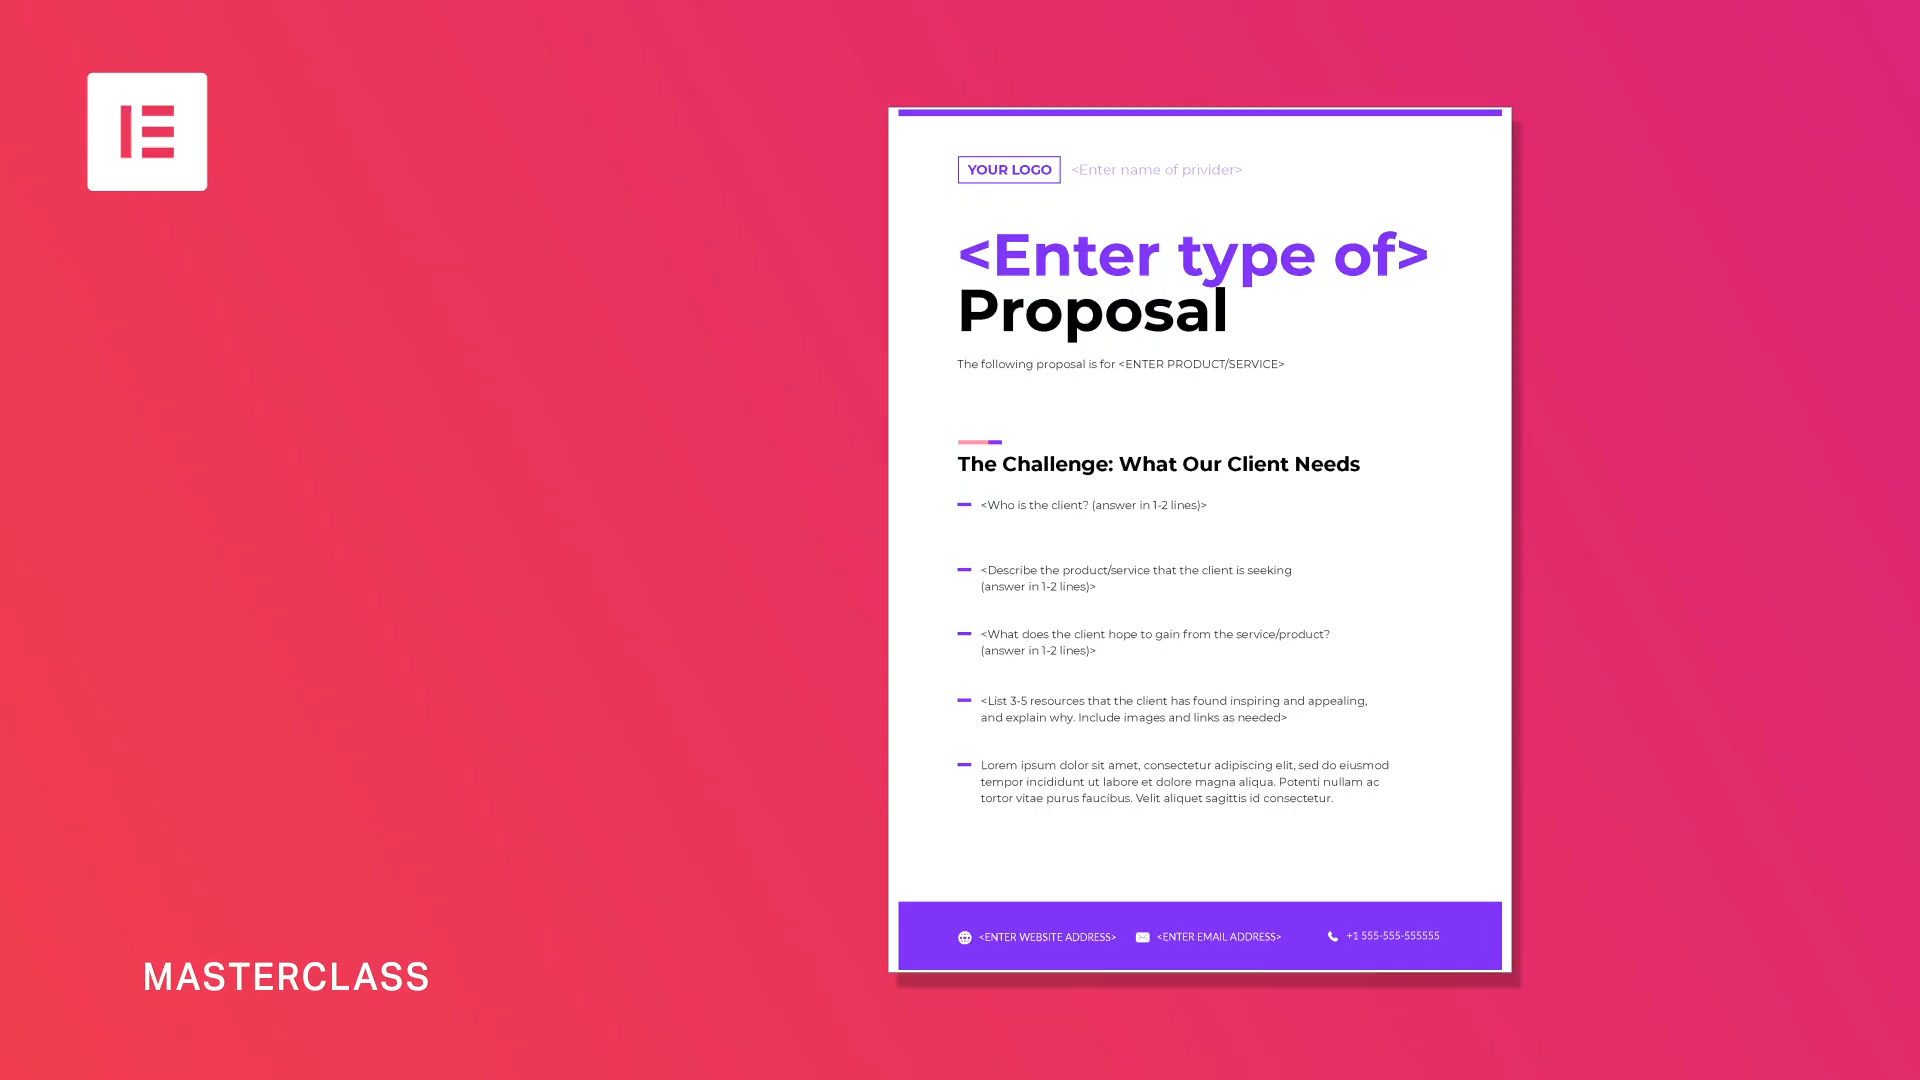 YOUR LOGO <Enter name of privider>
<Enter type of>
Proposal
The following proposal is for <ENTER PRODUCT/SERVICE>
The Challenge: What Our Client Needs
<Who is the client? (answer in 1-2 lines)>
<Describe the product/service that the client is seeking
(answer in 1-2 lines)>
<What does the client hope to gain from the service/product?
(answer in 1-2 lines)>
<List 3-5 resources that the client has found inspiring and appealing,
and explain why. Include images and links as needed>
Lorem ipsum dolor sit amet, consectetur adipiscing elit, sed do eiusmod
tempor incididunt ut labore et dolore magna aliqua. Potenti nullam ac
tortor vitae purus faucibus. Velit aliquet sagittis id consectetur.
<ENTER WEBSITE ADDRESS> <ENTER EMAIL ADDRESS> +1 555-555-555555
MASTERCLASS